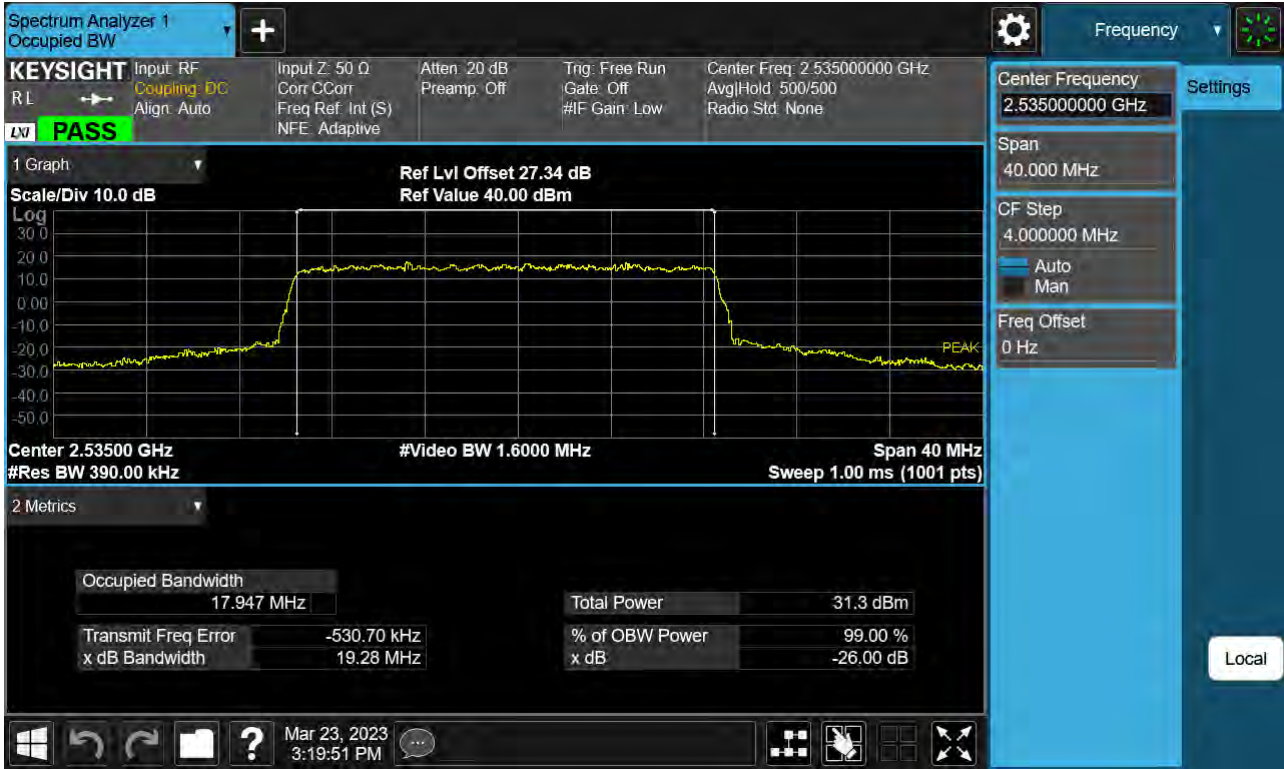 Spectrum Analyzer 1
Occupied BW
+
Frequency
KEYSIGHT
RL
LXI
PASS
Input: RF
Coupling: DC
Align: Auto
Input Z: 50 Ω
Corr CCorr
Freq Ref: Int (S)
NFE: Adaptive
Atten: 20 dB
Preamp: Off
Trig: Free Run
Gate: Off
#IF Gain: Low
Center Freq: 2.535000000 GHz
Avg|Hold: 500/500
Radio Std: None
Center Frequency
2.535000000 GHz
Settings
Span
40.000 MHz
CF Step
4.000000 MHz
Auto
Man
Freq Offset
0 Hz
Local
1 Graph
Scale/Div 10.0 dB
Ref Lvl Offset 27.34 dB
Ref Value 40.00 dBm
Log
30.0
20.0
10.0
0.00
-10.0
-20.0
-30.0
-40.0
-50.0
PEAK
Center 2.53500 GHz
#Video BW 1.6000 MHz
Span 40 MHz
#Res BW 390.00 kHz
Sweep 1.00 ms (1001 pts)
2 Metrics
Occupied Bandwidth
17.947 MHz
Total Power 31.3 dBm
Transmit Freq Error -530.70 kHz
% of OBW Power 99.00 %
x dB Bandwidth 19.28 MHz
x dB -26.00 dB
?
Mar 23, 2023
3:19:51 PM